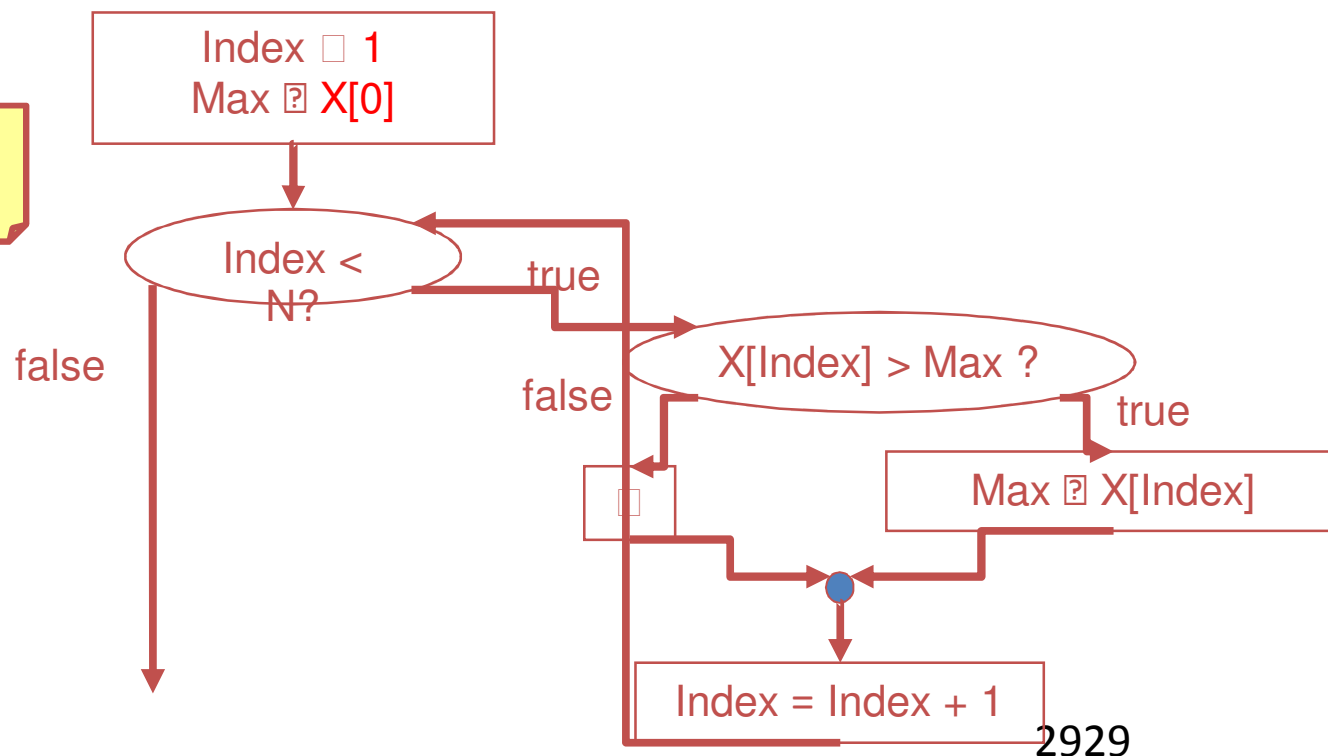 Index □ 1
Max ⍰ X[0]
Index <
N?
true
false
X[Index] > Max ?
false
true
□
Max ⍰ X[Index]
Index = Index + 1
2929